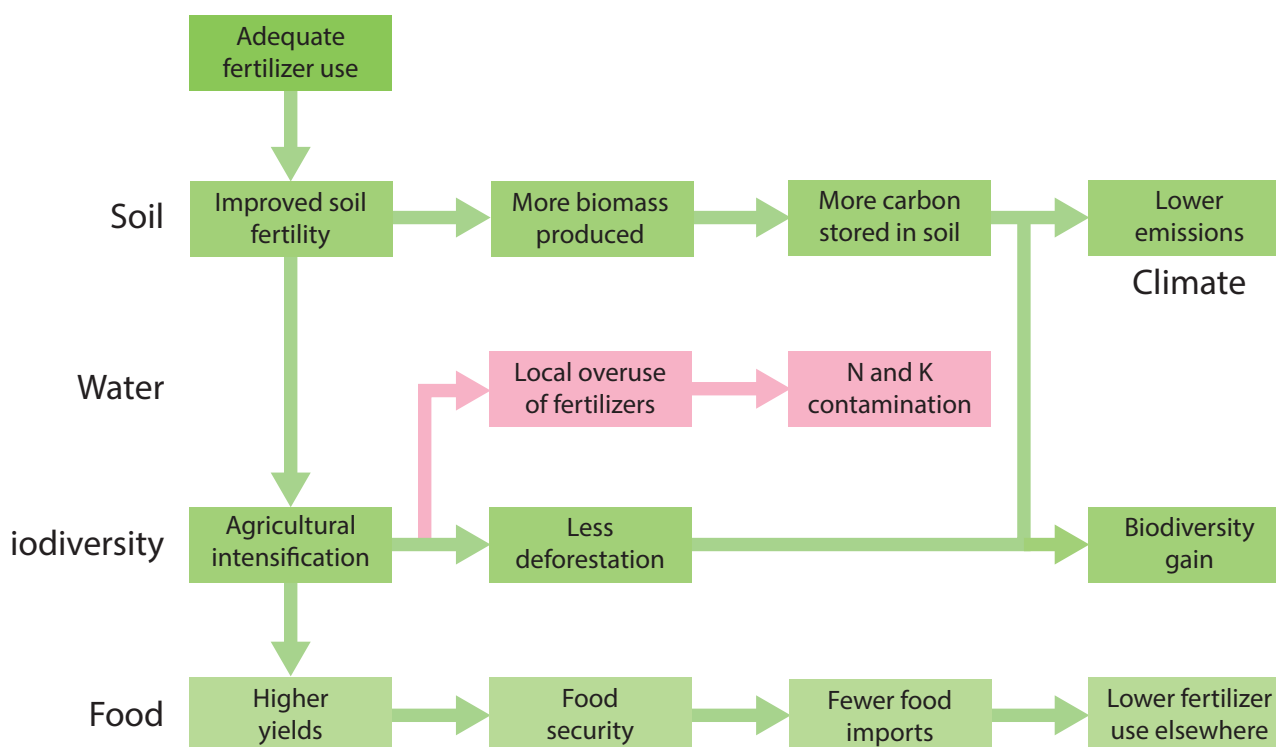 Adequate
fertilizer use
Soil
Improved soil
fertility
More biomass
produced
More carbon
stored in soil
Lower
emissions
Climate
Water
Local overuse
of fertilizers
N and K
contamination
iodiversity
Agricultural
intensification
Less
deforestation
Biodiversity
gain
Food
Higher
yields
Food
security
Fewer food
imports
Lower fertilizer
use elsewhere